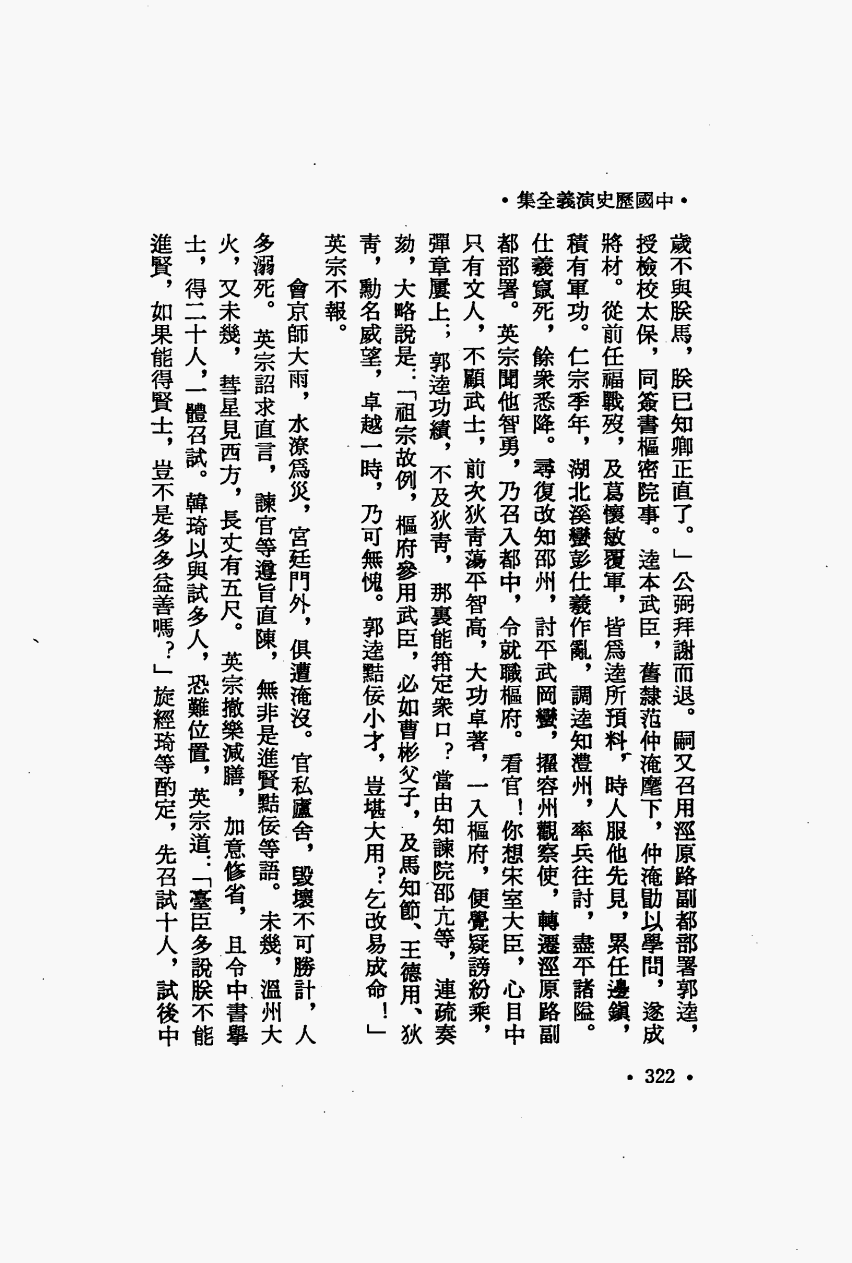 •中國歷史演義全集•
歲不與朕馬，朕已知卿正直了。」公弼拜謝而退。嗣又召用涇原路副都部署郭逵，
授檢校太保，同簽書樞密院事。逵本武臣，舊隸范仲淹麾下，仲淹勖以學問，遂成
將材。從前任福戰歿，及葛懷敏覆軍，皆爲逵所預料，時人服他先見，累任邊鎮，
積有軍功。仁宗季年，湖北溪蠻彭仕羲作亂，調逵知澧州，率兵往討，盡平諸隘。
仕羲竄死，餘衆悉降。尋復改知邵州，討平武岡蠻，擢容州觀察使，轉遷涇原路副
都部署。英宗聞他智勇，乃召入都中，令就職樞府。看官！你想宋室大臣，心目中
只有文人，不顧武士，前次狄靑蕩平智高，大功卓著，一入樞府，便覺疑謗紛乘，
彈章屢上；郭逵功績，不及狄靑，那裏能箝定衆口？當由知諫院邵亢等，連疏奏
劾，大略說是：「祖宗故例，樞府參用武臣，必如曹彬父子，及馬知節、王德用、狄
靑，勳名威望，卓越一時，乃可無愧。郭逵黠佞小才，豈堪大用？乞改易成命！」
英宗不報。
會京師大雨，水潦爲災，宮廷門外，俱遭淹沒。官私廬舍，毀壞不可勝計，人
多溺死。英宗詔求直言，諫官等遵旨直陳，無非是進賢黜佞等語。未幾，溫州大
火，又未幾，彗星見西方，長丈有五尺。英宗撤樂減膳，加意修省，且令中書舉
士，得二十人，一體召試。韓琦以與試多人，恐難位置，英宗道：「臺臣多說朕不能
進賢，如果能得賢士，豈不是多多益善嗎？」旋經琦等酌定，先召試十人，試後中
• 322 •